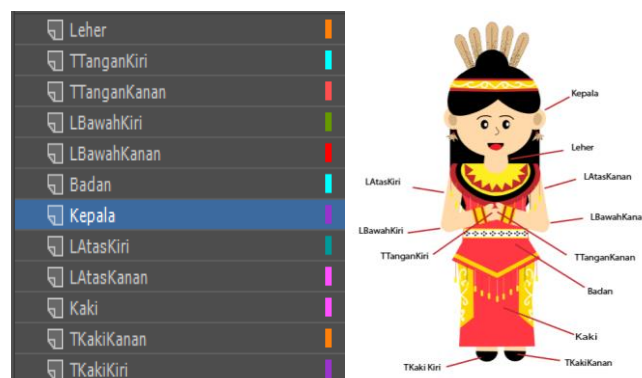 Leher
TTanganKiri
TTanganKanan
LBawahKiri
LBawahKanan
Badan
Kepala
LAtasKiri
LAtasKanan
Kaki
TKakiKanan
TKakiKiri
Kepala
Leher
LAtasKiri
LAtasKanan
LBawahKiri
LBawahKana
TTanganKiri
TTanganKanan
Badan
Kaki
TKaki Kiri
TKakiKanan